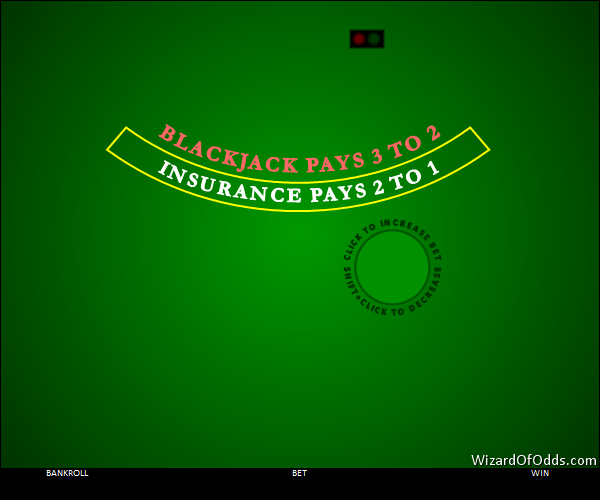 BLACKJACK PAYS 3 TO 2
INSURANCE PAYS 2 TO 1
CLICK TO INCREASE BET
SHIFT+CLICK TO DECREASE
WizardOfOdds.com
BANKROLL
BET
WIN